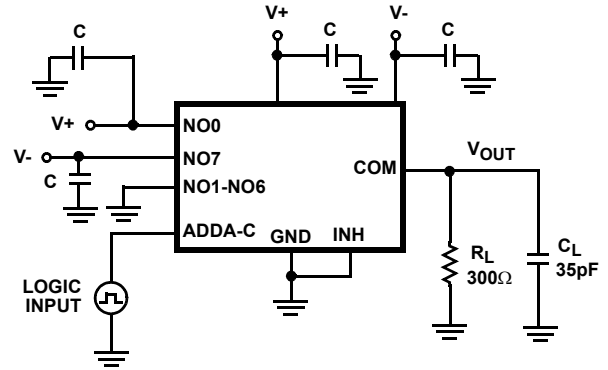 V+
V-
C
C
C
V+
NO0
V-
NO7
C
NO1-NO6
COM
VOUT
ADDA-C
GND
INH
LOGIC
INPUT
RL
300Ω
CL
35pF